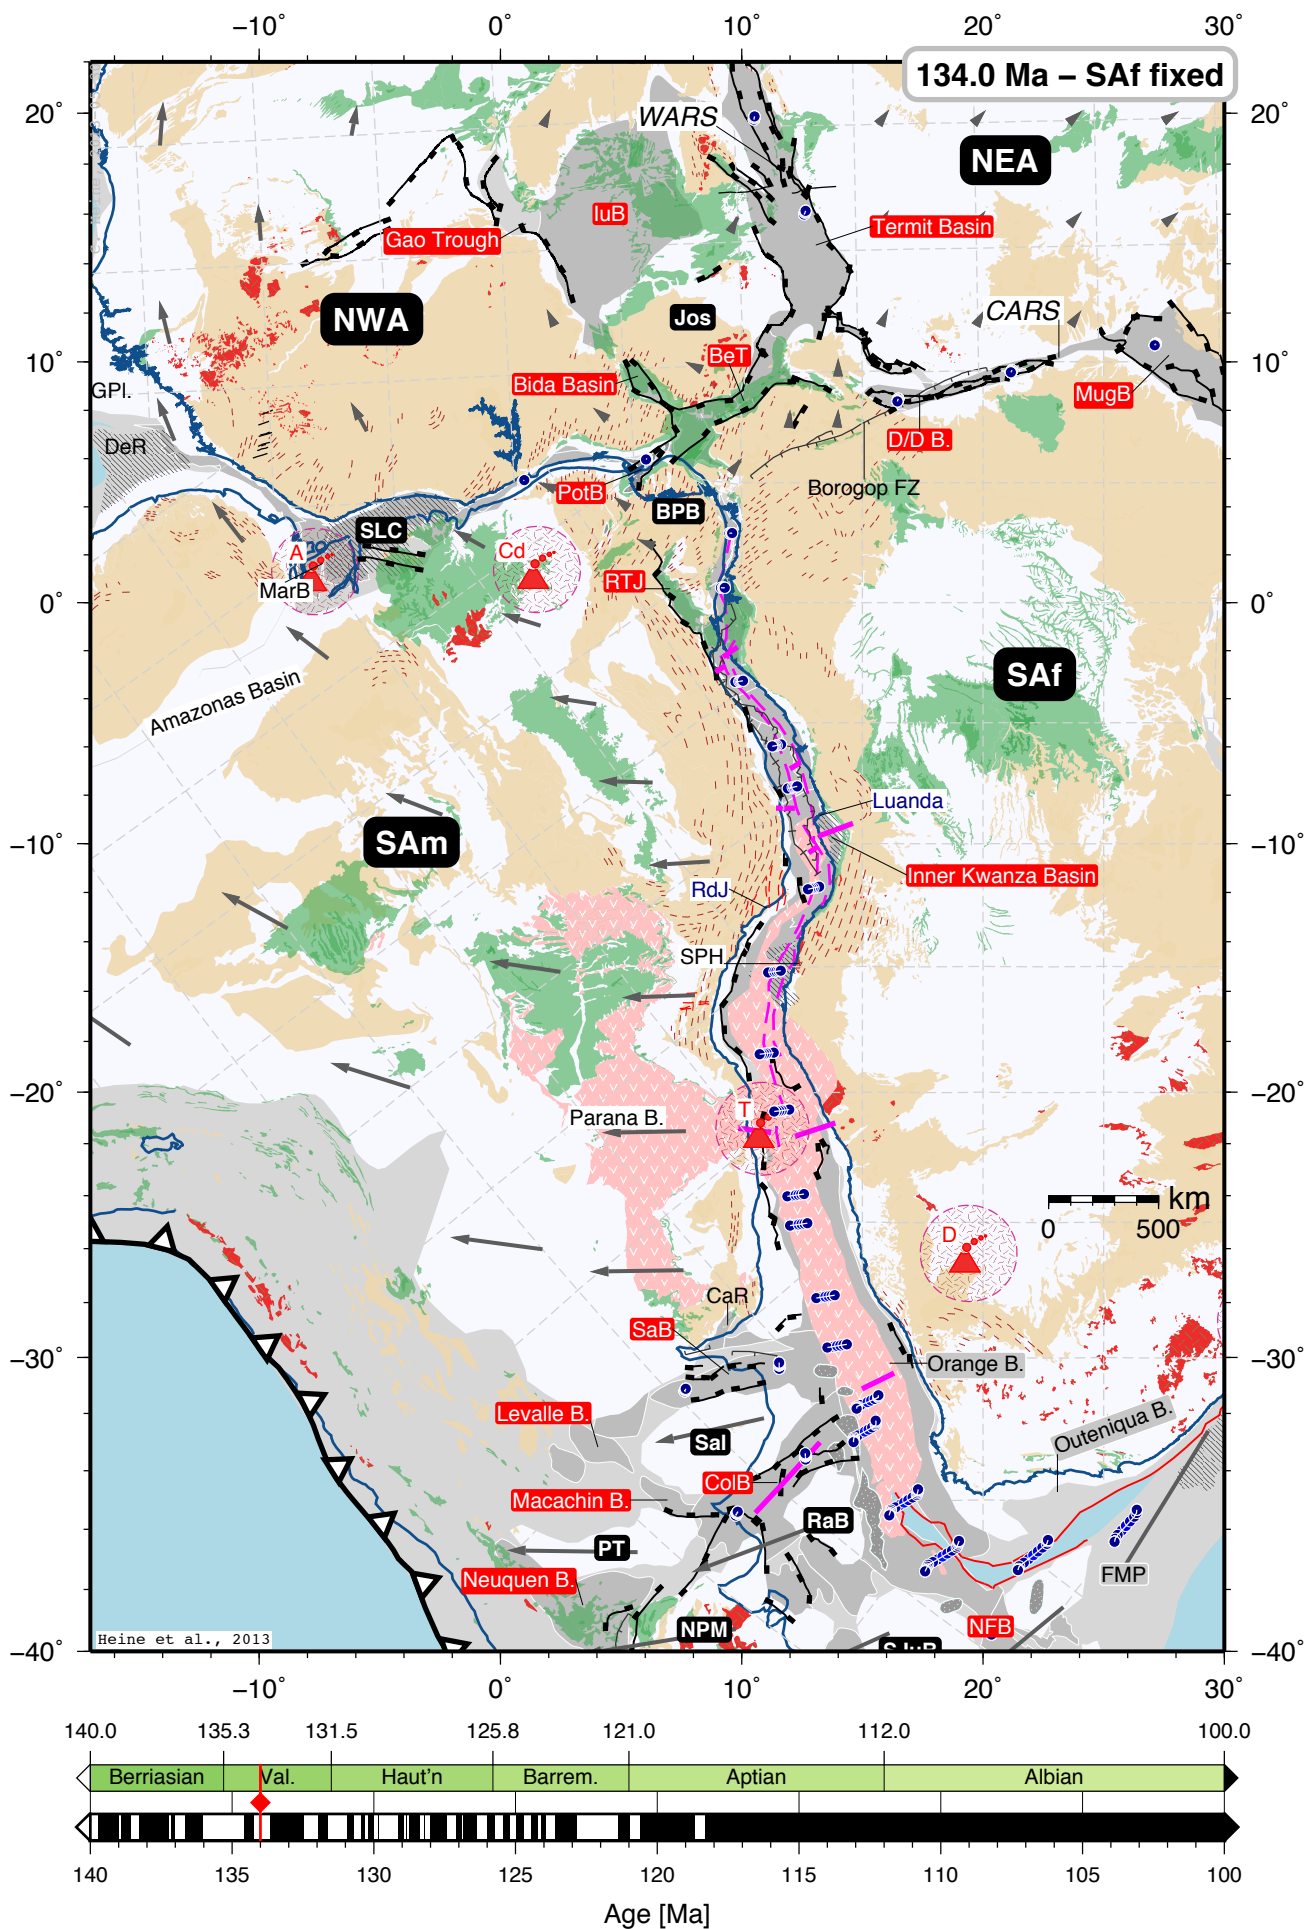 −10˚ 0˚ 10˚ 20˚ 30˚
134.0 Ma – SAf fixed
20˚ 20˚
WARS
NEA
IuB
Termit Basin
Gao Trough
CARS
NWA
Jos
BeT
10˚ 10˚
Bida Basin
GPl.
MugB
DeR
D/D B.
PotB
Borogop FZ
BPB
SLC
A
Cd
MarB
RTJ
0˚ 0˚
SAf
Amazonas Basin
Luanda
SAm
−10˚ −10˚
Inner Kwanza Basin
RdJ
SPH
−20˚ −20˚
T
Parana B.
km
0 500
D
CaR
SaB
−30˚ −30˚
Orange B.
Levalle B.
Outeniqua B.
Sal
ColB
Macachin B.
RaB
PT
FMP
Neuquen B.
NPM
NFB
Heine et al., 2013
−40˚ −40˚
−10˚ 0˚ 10˚ 20˚ 30˚
140.0 135.3 131.5 125.8 121.0 112.0 100.0
Berriasian Val. Haut'n Barrem. Aptian Albian
140 135 130 125 120 115 110 105 100
Age [Ma]